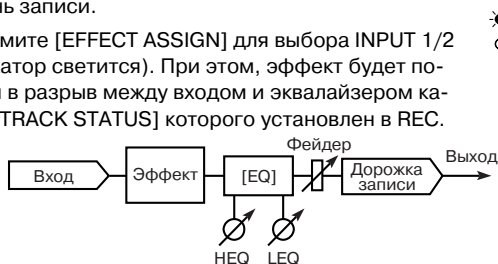 нь записи.
мите [EFFECT ASSIGN] для выбора INPUT 1/2
атор светится). При этом, эффект будет по-
в разрыв между входом и эквалайзером ка-
TRACK STATUS] которого установлен в REC.
Фейдер
Вход
Эффект
[EQ]
Дорожка записи
Выход
HEQ LEQ